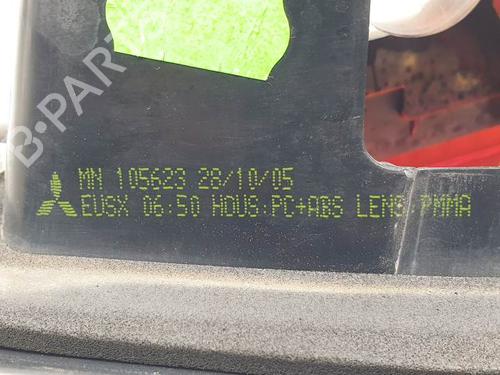 B-PARTS
MN 105623 28/10/05
EUSX 06:50 HOUS:PC+ABS LENS:PMMA